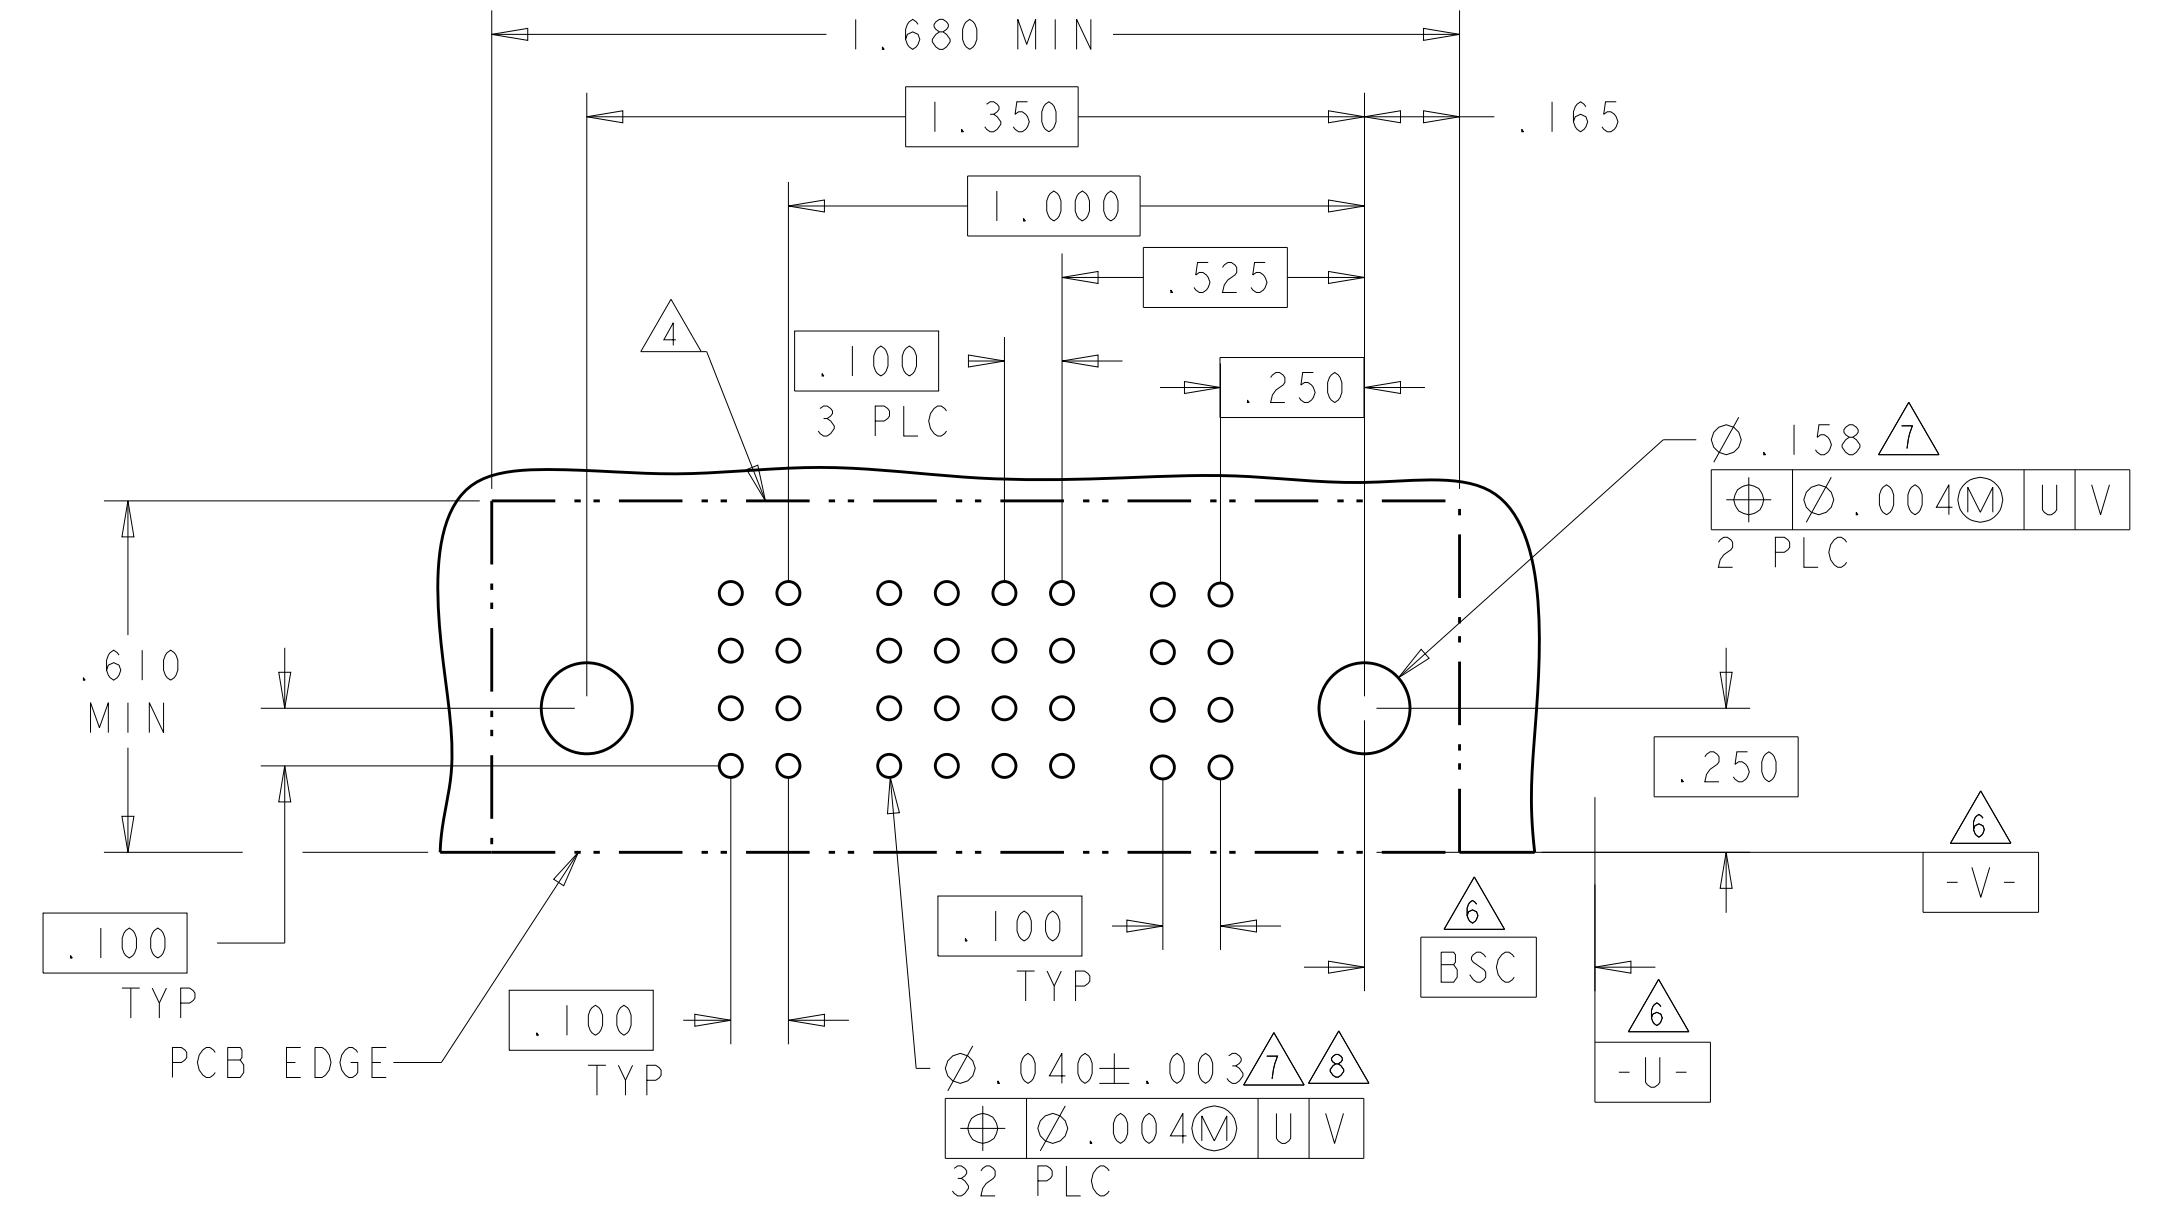 1.680 MIN
1.350
.165
1.000
.525
4
.100
3 PLC
.250
⌀.158 7
⌖ ⌀.004Ⓜ U V
2 PLC
.610
MIN
.250
6
-V-
6
BSC
.100
TYP
.100
TYP
6
-U-
.100
TYP
PCB EDGE
⌀.040±.003 7 8
⌖ ⌀.004Ⓜ U V
32 PLC